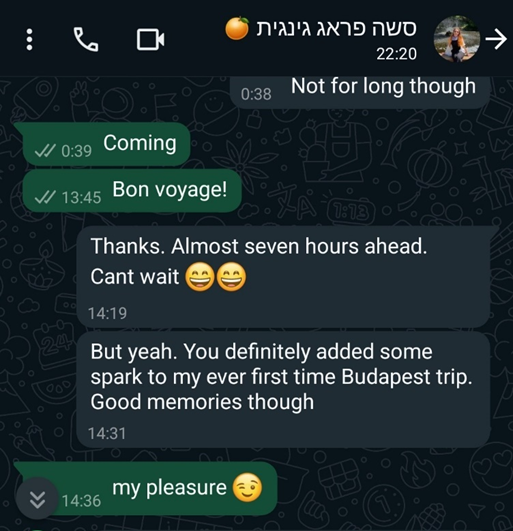 סשה פראג גינגית 🍊
22:20
Not for long though
0:38
Coming
0:39
Bon voyage!
13:45
Thanks. Almost seven hours ahead.
Cant wait 😄😄
14:19
But yeah. You definitely added some
spark to my ever first time Budapest trip.
Good memories though
14:31
my pleasure 😉
14:36